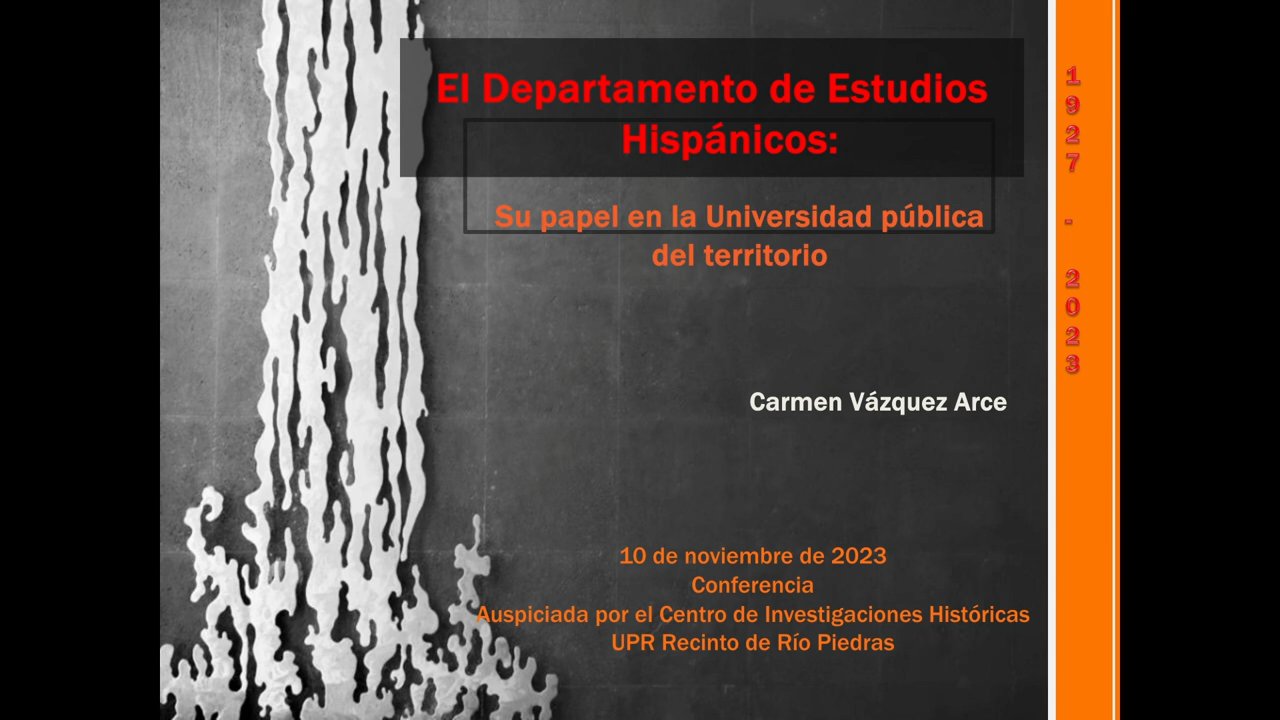 El Departamento de Estudios
Hispánicos:
Su papel en la Universidad pública
del territorio
Carmen Vázquez Arce
10 de noviembre de 2023
Conferencia
Auspiciada por el Centro de Investigaciones Históricas
UPR Recinto de Río Piedras
1927 - 2023